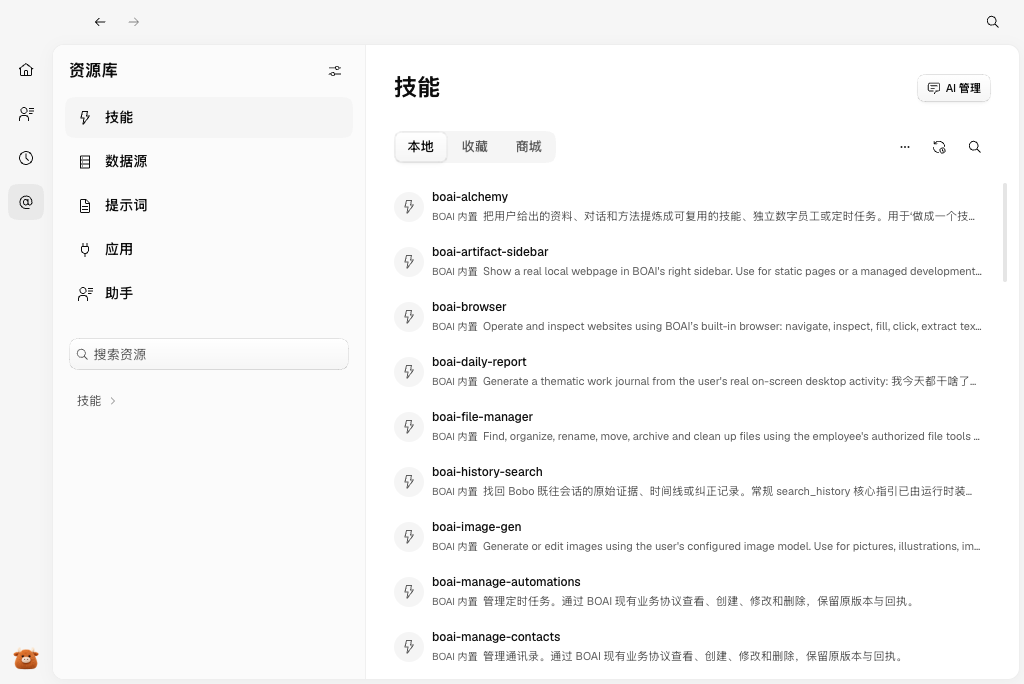 资源库
技能
数据源
提示词
应用
助手
搜索资源
技能
技能
AI 管理
本地 收藏 商城
boai-alchemy
BOAI 内置 把用户给出的资料、对话和方法提炼成可复用的技能、独立数字员工或定时任务。用于‘做成一个技…
boai-artifact-sidebar
BOAI 内置 Show a real local webpage in BOAI's right sidebar. Use for static pages or a managed development…
boai-browser
BOAI 内置 Operate and inspect websites using BOAI's built-in browser: navigate, inspect, fill, click, extract tex…
boai-daily-report
BOAI 内置 Generate a thematic work journal from the user's real on-screen desktop activity: 我今天都干啥了…
boai-file-manager
BOAI 内置 Find, organize, rename, move, archive and clean up files using the employee's authorized file tools …
boai-history-search
BOAI 内置 找回 Bobo 既往会话的原始证据、时间线或纠正记录。常规 search_history 核心指引已由运行时装…
boai-image-gen
BOAI 内置 Generate or edit images using the user's configured image model. Use for pictures, illustrations, im…
boai-manage-automations
BOAI 内置 管理定时任务。通过 BOAI 现有业务协议查看、创建、修改和删除，保留原版本与回执。
boai-manage-contacts
BOAI 内置 管理通讯录。通过 BOAI 现有业务协议查看、创建、修改和删除，保留原版本与回执。